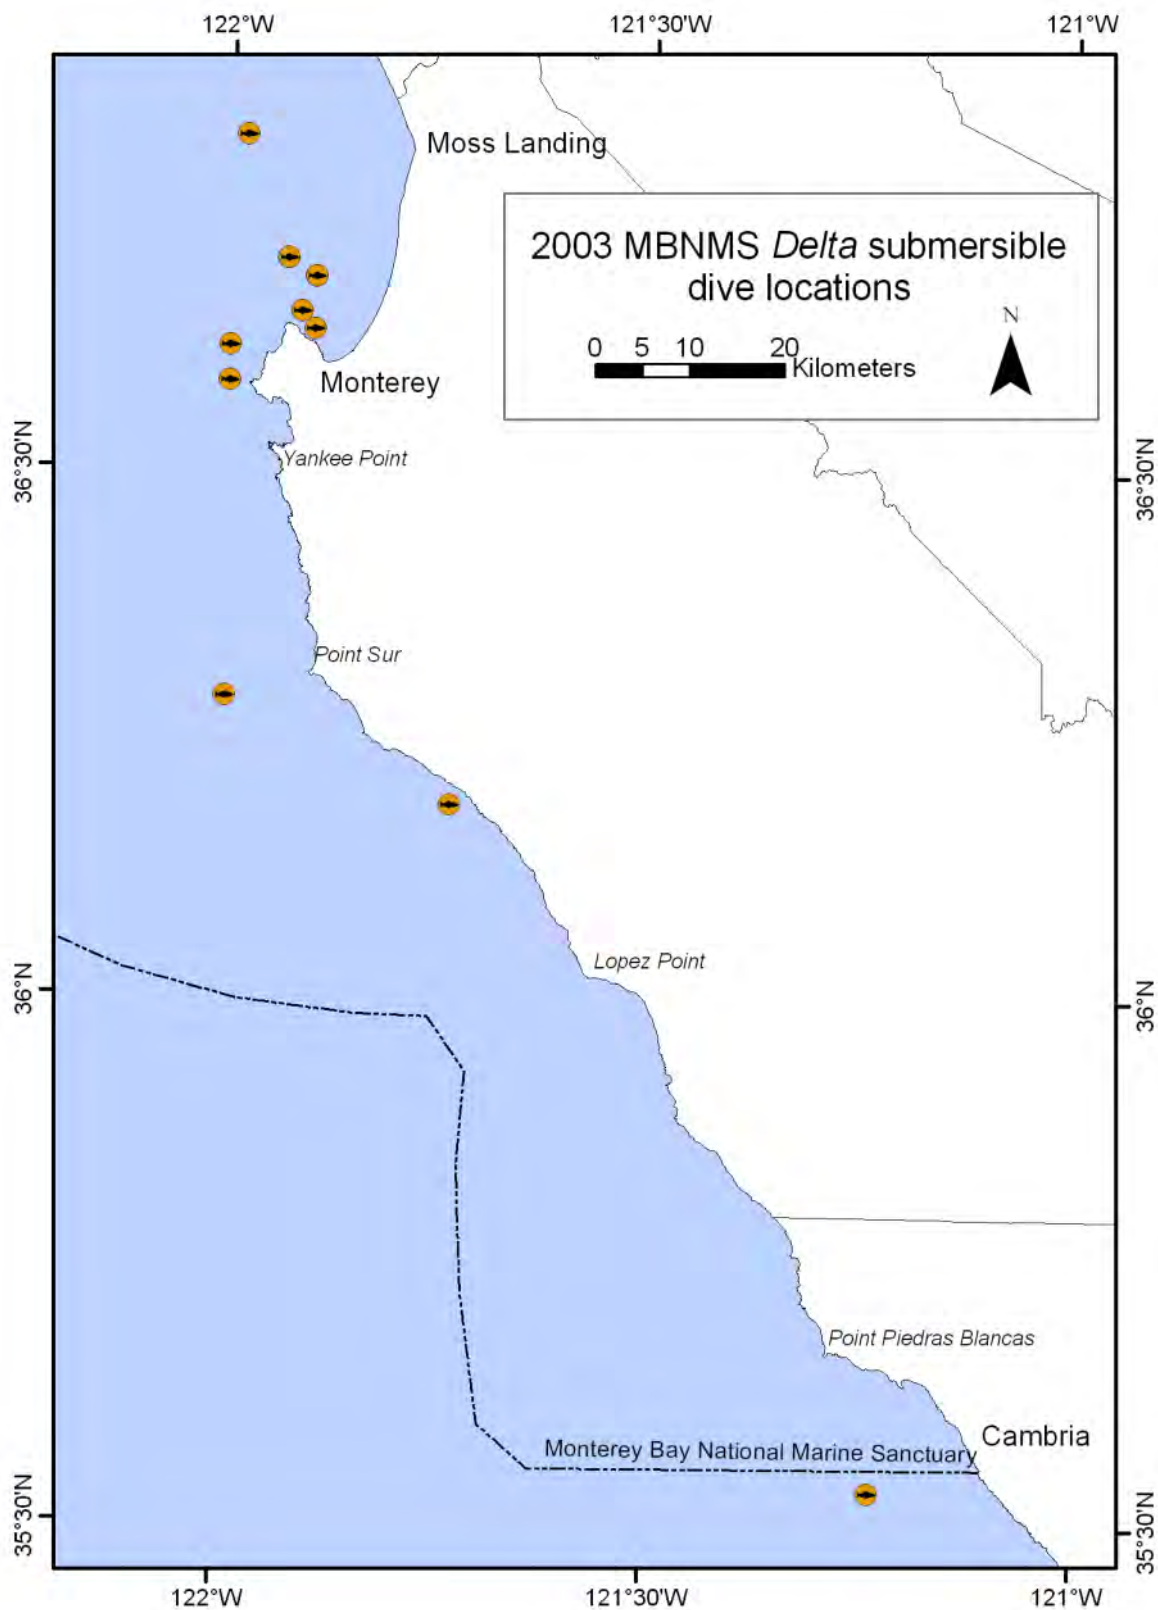 122°W
121°30'W
121°W
Moss Landing
2003 MBNMS Delta submersible
dive locations
N
0 5 10 20
Kilometers
Monterey
36°30'N
Yankee Point
36°30'N
Point Sur
Lopez Point
36°N
36°N
Point Piedras Blancas
Cambria
Monterey Bay National Marine Sanctuary
35°30'N
35°30'N
122°W
121°30'W
121°W